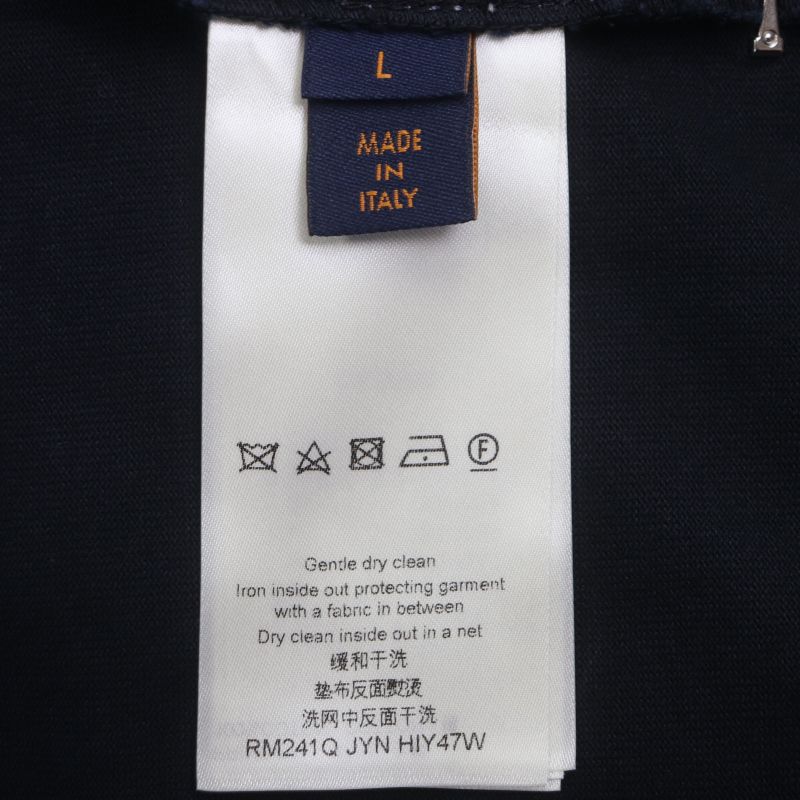 L
MADE
IN
ITALY
F
Gentle dry clean
Iron inside out protecting garment
with a fabric in between
Dry clean inside out in a net
缓和干洗
垫布反面熨烫
洗网中反面干洗
RM241Q JYN HIY47W